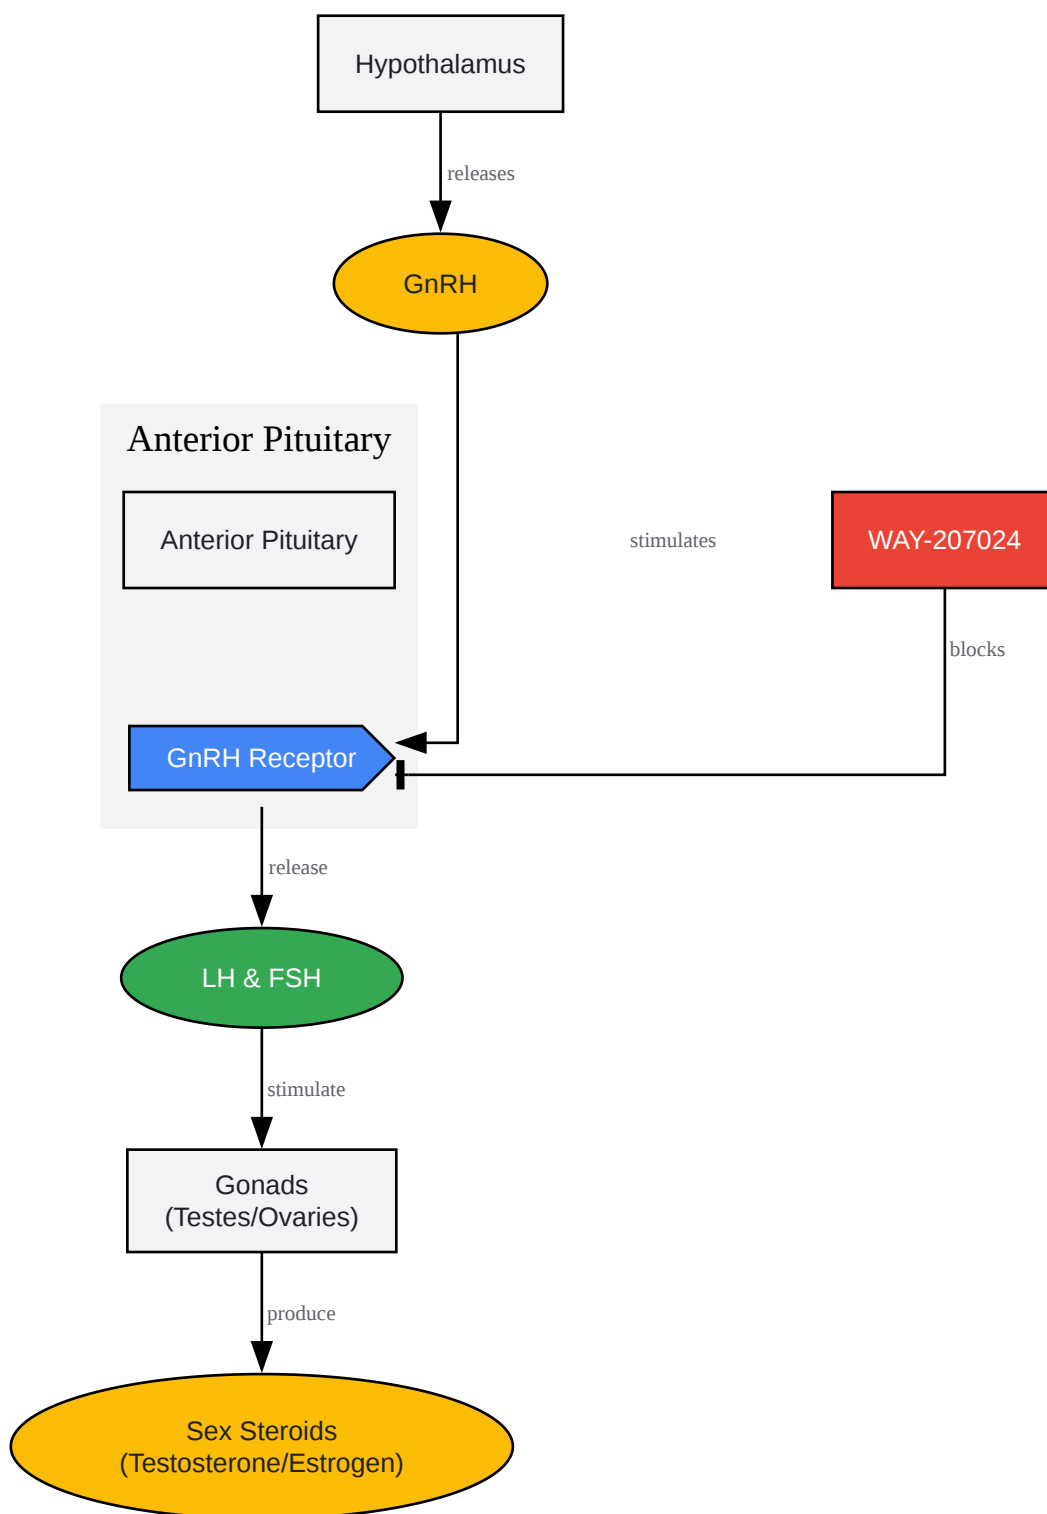 Hypothalamus
releases
GnRH
Anterior Pituitary
Anterior Pituitary
stimulates
WAY-207024
blocks
GnRH Receptor
release
LH & FSH
stimulate
Gonads
(Testes/Ovaries)
produce
Sex Steroids
(Testosterone/Estrogen)